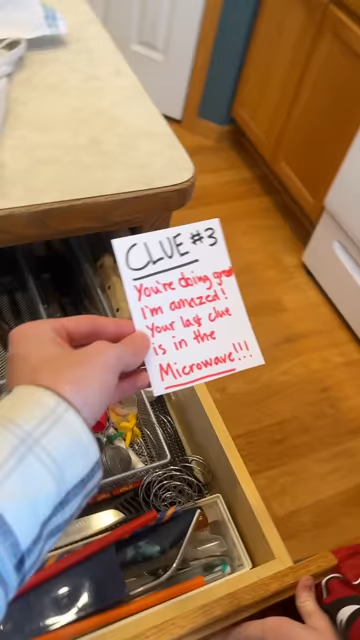 CLUE #3
You're doing great
I'm amazed!
Your last clue
is in the
Microwave!!!